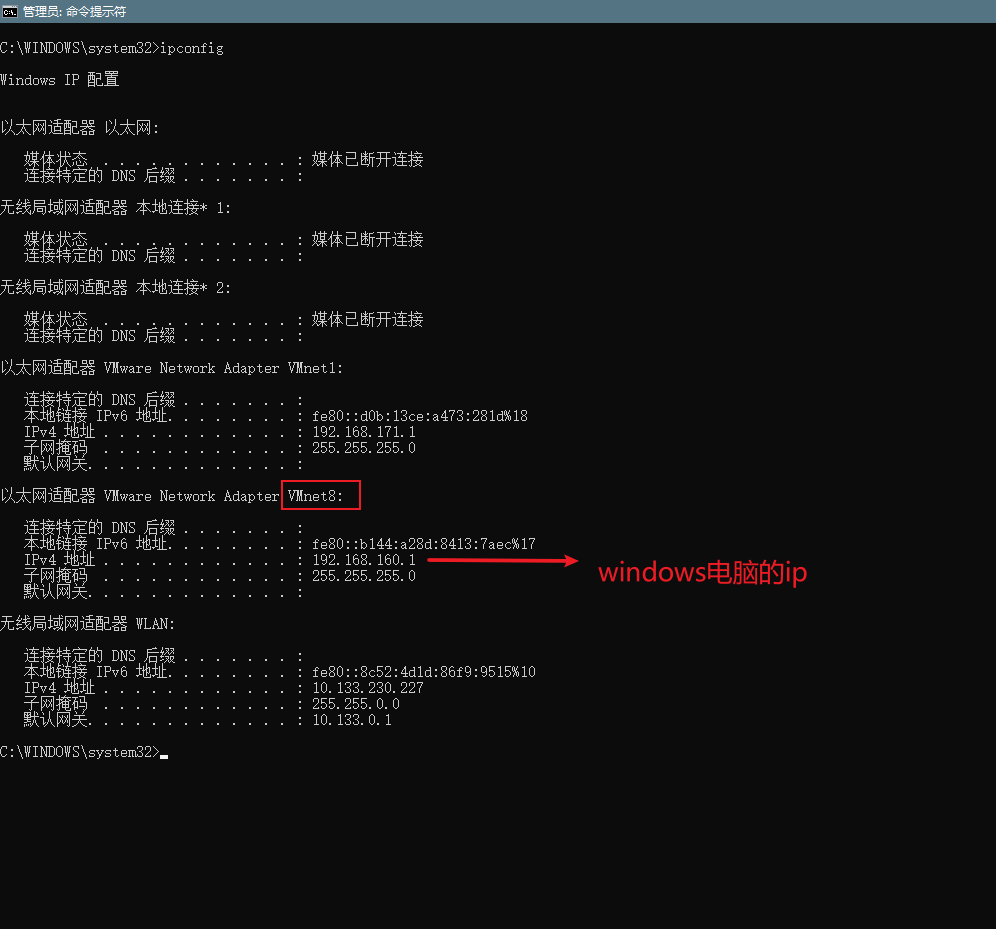 管理员: 命令提示符
C:\WINDOWS\system32>ipconfig
Windows IP 配置
以太网适配器 以太网:
媒体状态 . . . . . . . . . . . . : 媒体已断开连接
连接特定的 DNS 后缀 . . . . . . . :
无线局域网适配器 本地连接* 1:
媒体状态 . . . . . . . . . . . . : 媒体已断开连接
连接特定的 DNS 后缀 . . . . . . . :
无线局域网适配器 本地连接* 2:
媒体状态 . . . . . . . . . . . . : 媒体已断开连接
连接特定的 DNS 后缀 . . . . . . . :
以太网适配器 VMware Network Adapter VMnet1:
连接特定的 DNS 后缀 . . . . . . . :
本地链接 IPv6 地址. . . . . . . . : fe80::d0b:13ce:a473:281d%18
IPv4 地址 . . . . . . . . . . . . : 192.168.171.1
子网掩码 . . . . . . . . . . . . : 255.255.255.0
默认网关. . . . . . . . . . . . . :
以太网适配器 VMware Network Adapter VMnet8:
连接特定的 DNS 后缀 . . . . . . . :
本地链接 IPv6 地址. . . . . . . . : fe80::b144:a28d:8413:7aec%17
IPv4 地址 . . . . . . . . . . . . : 192.168.160.1
windows电脑的ip
子网掩码 . . . . . . . . . . . . : 255.255.255.0
默认网关. . . . . . . . . . . . . :
无线局域网适配器 WLAN:
连接特定的 DNS 后缀 . . . . . . . :
本地链接 IPv6 地址. . . . . . . . : fe80::8c52:4d1d:86f9:9515%10
IPv4 地址 . . . . . . . . . . . . : 10.133.230.227
子网掩码 . . . . . . . . . . . . : 255.255.0.0
默认网关. . . . . . . . . . . . . : 10.133.0.1
C:\WINDOWS\system32>